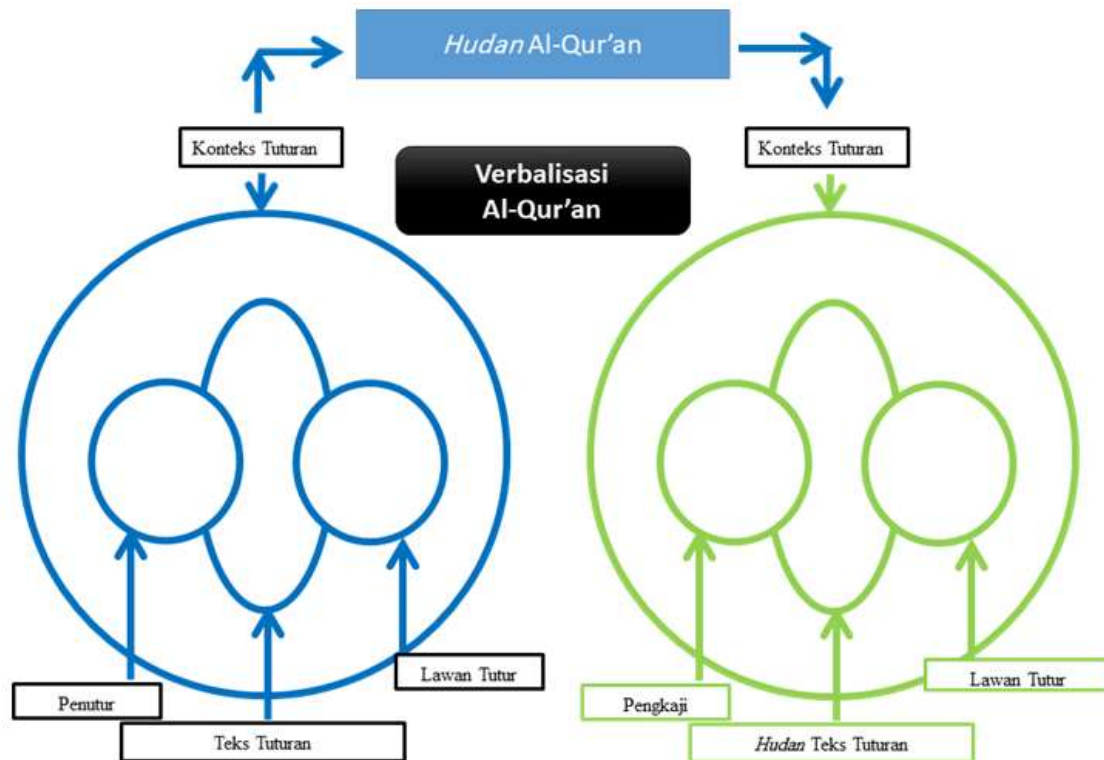 Hudan Al-Qur'an
Konteks Tuturan
Konteks Tuturan
Verbalisasi
Al-Qur'an
Lawan Tutur
Lawan Tutur
Penutur
Pengkaji
Teks Tuturan
Hudan Teks Tuturan